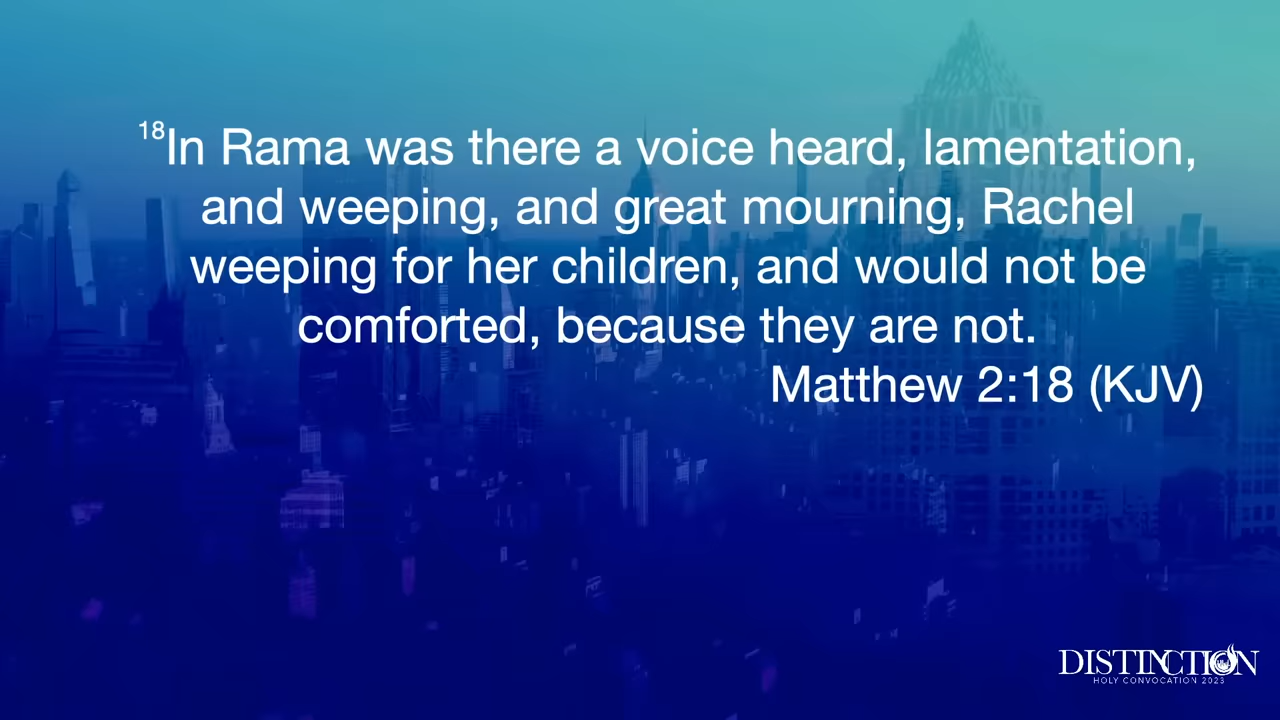 18In Rama was there a voice heard, lamentation,
and weeping, and great mourning, Rachel
weeping for her children, and would not be
comforted, because they are not.
Matthew 2:18 (KJV)
DISTINCTION
HOLY CONVOCATION 2023